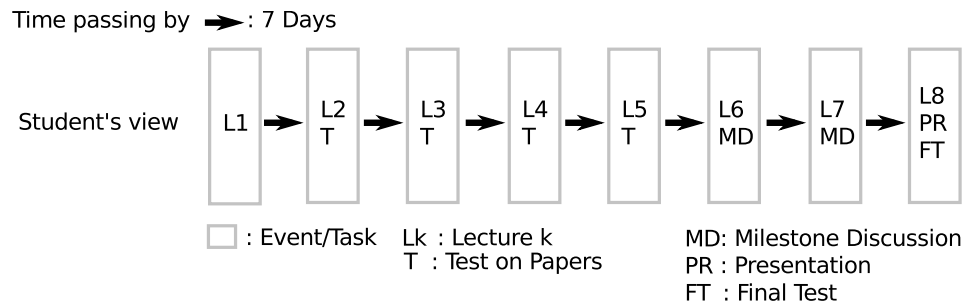 Time passing by : 7 Days
Student's view
L1
L2
T
L3
T
L4
T
L5
T
L6
MD
L7
MD
L8
PR
FT
: Event/Task
Lk : Lecture k
T : Test on Papers
MD: Milestone Discussion
PR : Presentation
FT : Final Test